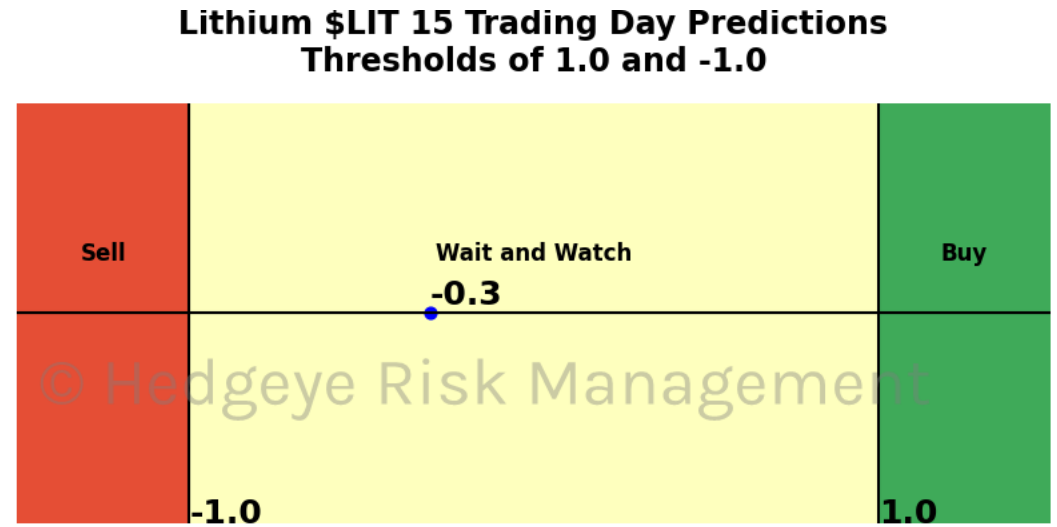 Lithium $LIT 15 Trading Day Predictions
Thresholds of 1.0 and -1.0
Sell
Wait and Watch
Buy
-0.3
© Hedgeye Risk Management
-1.0
1.0